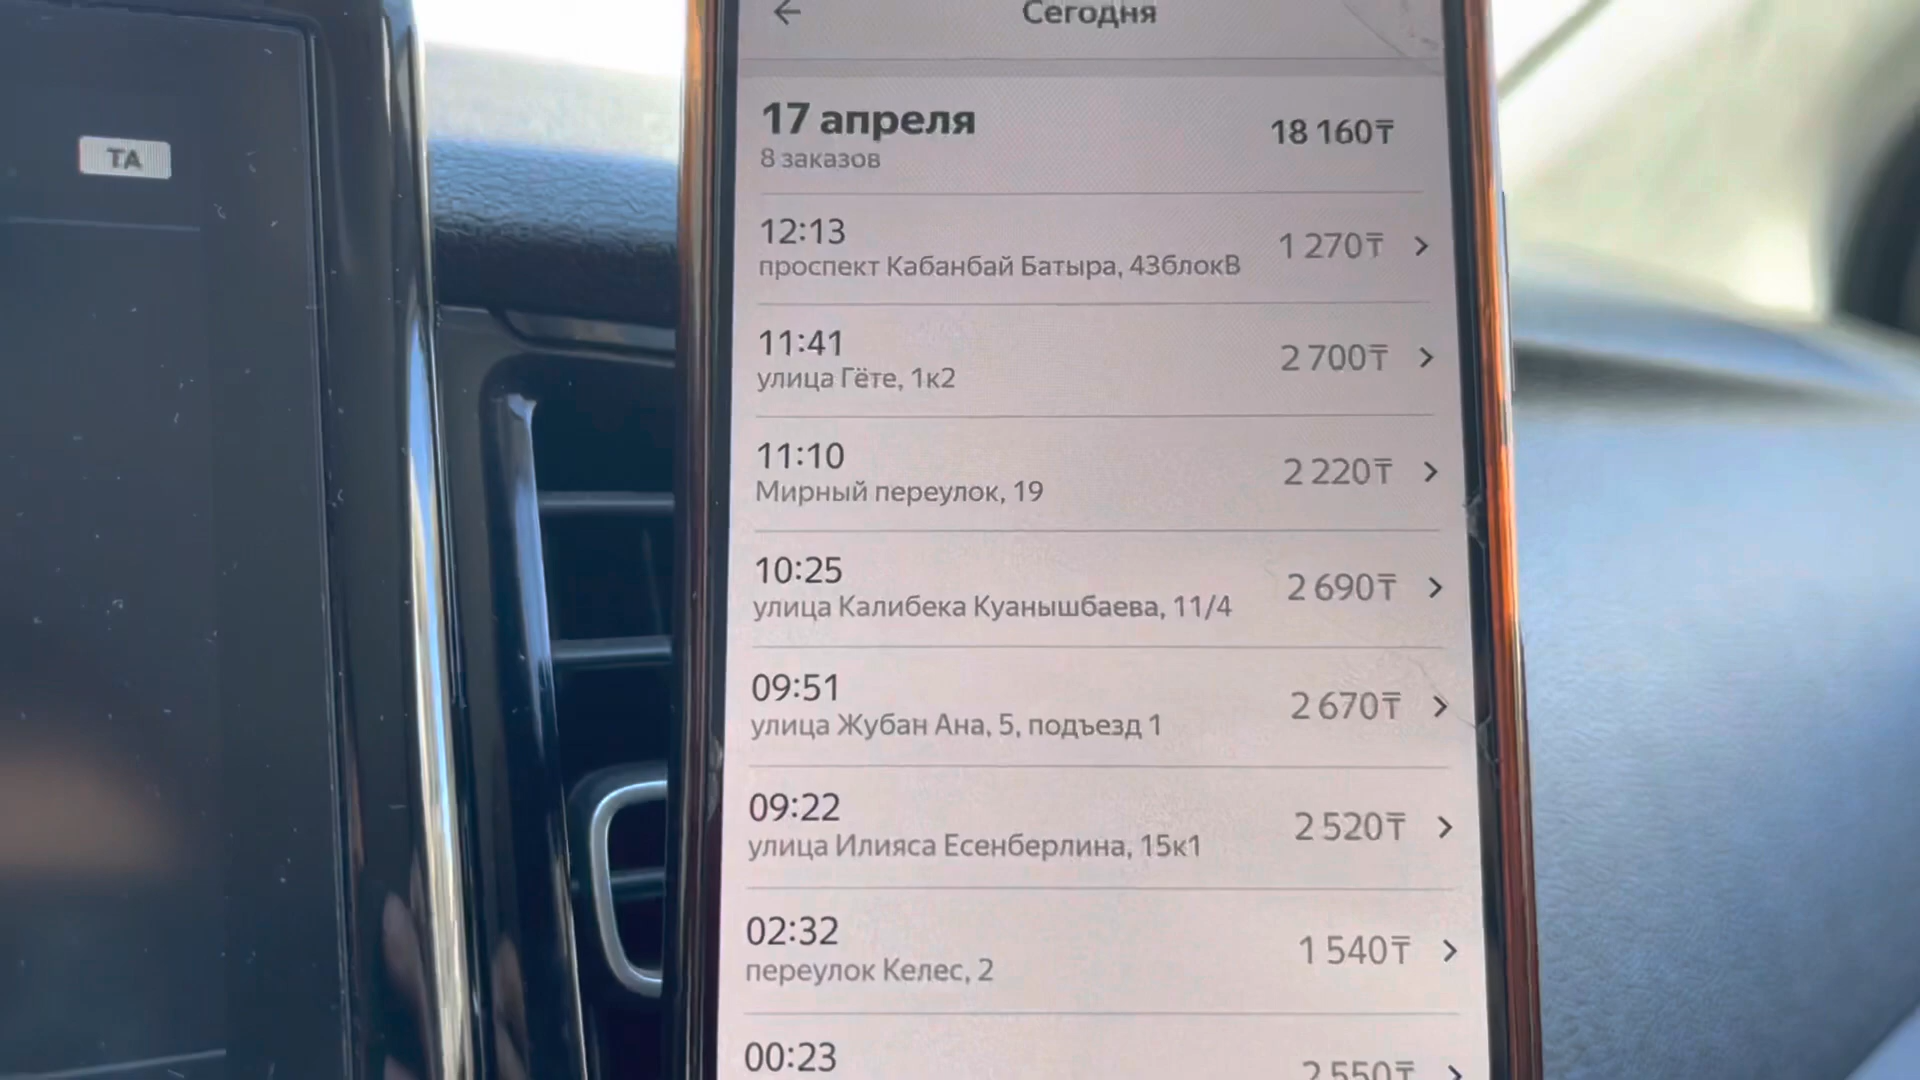 Сегодня
17 апреля
18 160₸
8 заказов
12:13
проспект Кабанбай Батыра, 43блокВ
1 270₸
11:41
улица Гёте, 1к2
2 700₸
11:10
Мирный переулок, 19
2 220₸
10:25
улица Калибека Куанышбаева, 11/4
2 690₸
09:51
улица Жубан Ана, 5, подъезд 1
2 670₸
09:22
улица Илияса Есенберлина, 15к1
2 520₸
02:32
переулок Келес, 2
1 540₸
00:23
2 550₸
TA